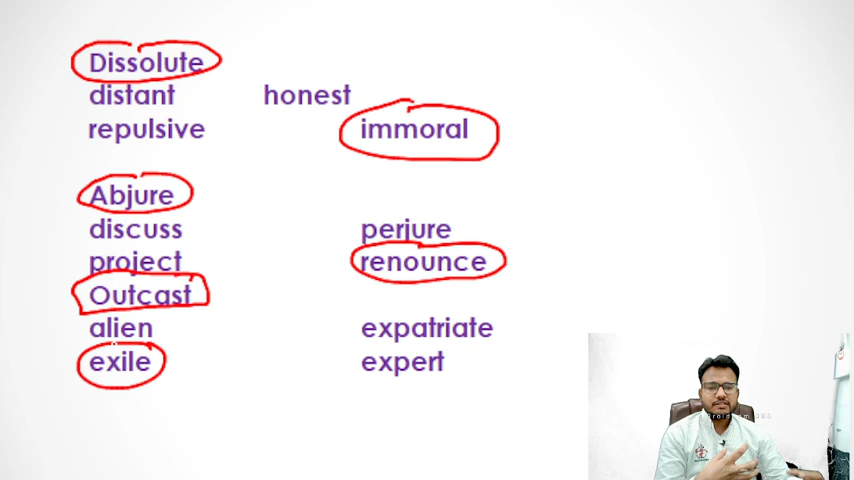 Dissolute
distant honest
repulsive immoral
Abjure
discuss perjure
project renounce
Outcast
alien expatriate
exile expert